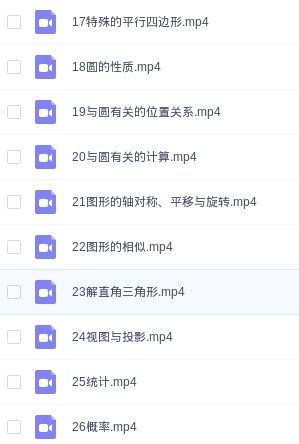 17特殊的平行四边形.mp4
18圆的性质.mp4
19与圆有关的位置关系.mp4
20与圆有关的计算.mp4
21图形的轴对称、平移与旋转.mp4
22图形的相似.mp4
23解直角三角形.mp4
24视图与投影.mp4
25统计.mp4
26概率.mp4